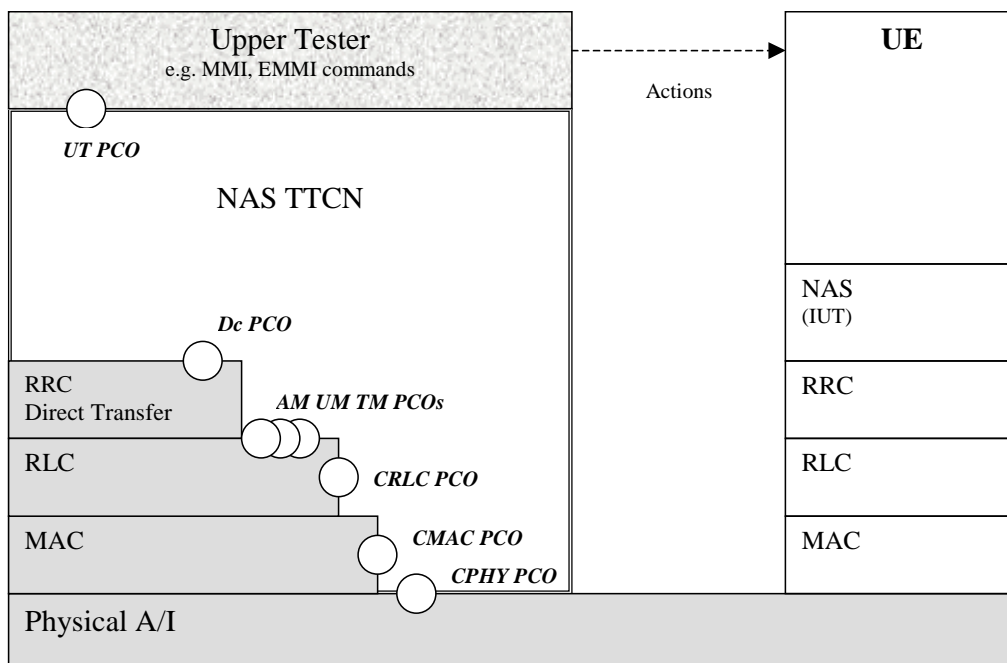 Upper Tester
e.g. MMI, EMMI commands
UT PCO
NAS TTCN
Dc PCO
RRC
Direct Transfer
AM UM TM PCOs
RLC
CRLC PCO
MAC
CMAC PCO
CPHY PCO
Physical A/I
Actions
UE
NAS
(IUT)
RRC
RLC
MAC